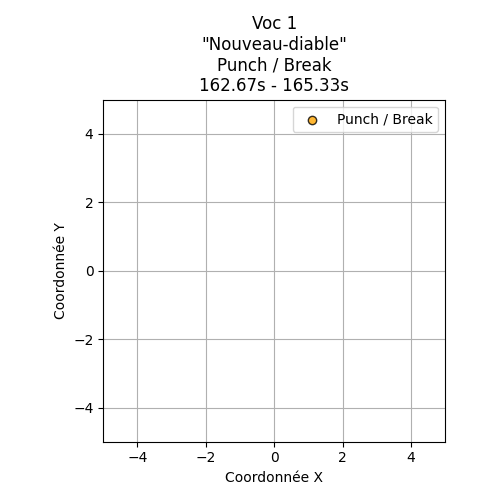 Voc 1
"Nouveau-diable"
Punch / Break
162.67s - 165.33s
Punch / Break
4
2
0
−2
−4
Coordonnée Y
−4 −2 0 2 4
Coordonnée X